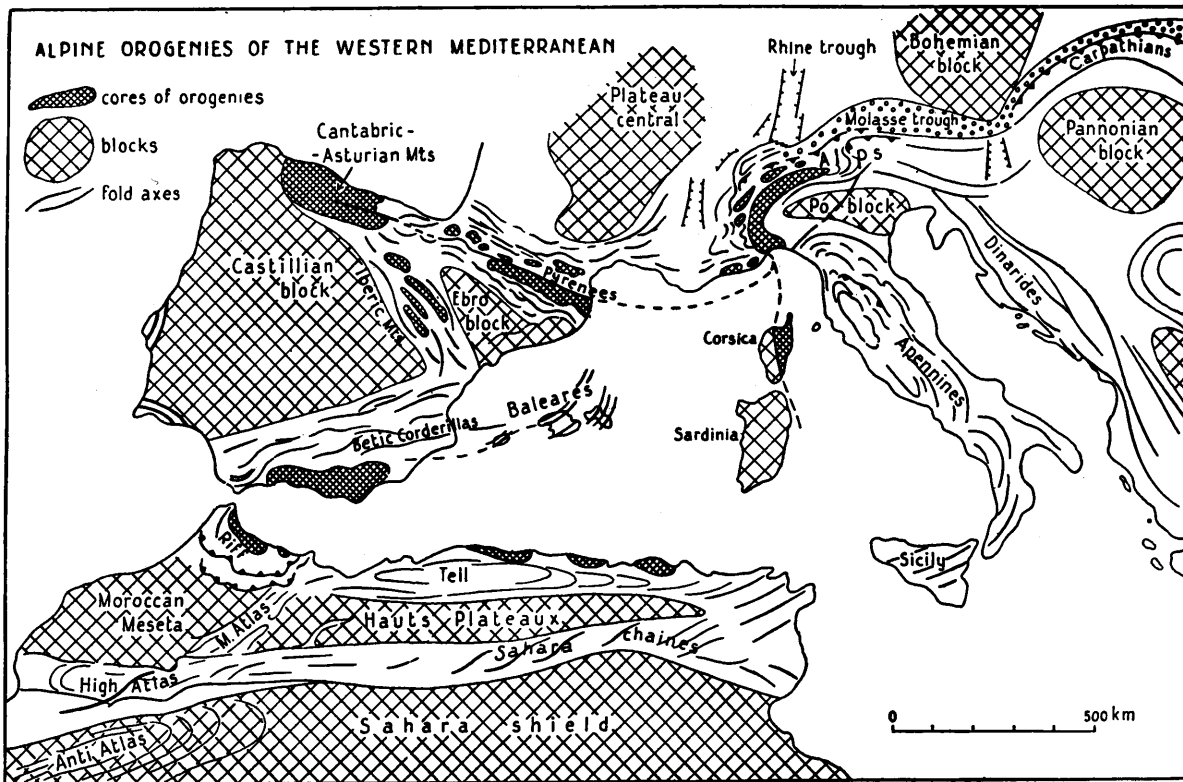 ALPINE OROGENIES OF THE WESTERN MEDITERRANEAN
cores of orogenies
blocks
fold axes
Cantabric-
-Asturian Mts
Plateau
central
Rhine trough
Bohemian
block
Carpathians
Molasse trough
Pannonian
block
Alps
Po block
Dinarides
Castillian
block
Iberic Mts
Ebro
block
Pyrenees
Corsica
Apennines
Sardinia
Baleares
Betic Corderillas
Sicily
Riff
Tell
Moroccan
Meseta
M. Atlas
Hauts Plateaux
Sahara chaines
High Atlas
Sahara shield
Anti Atlas
0 500 km